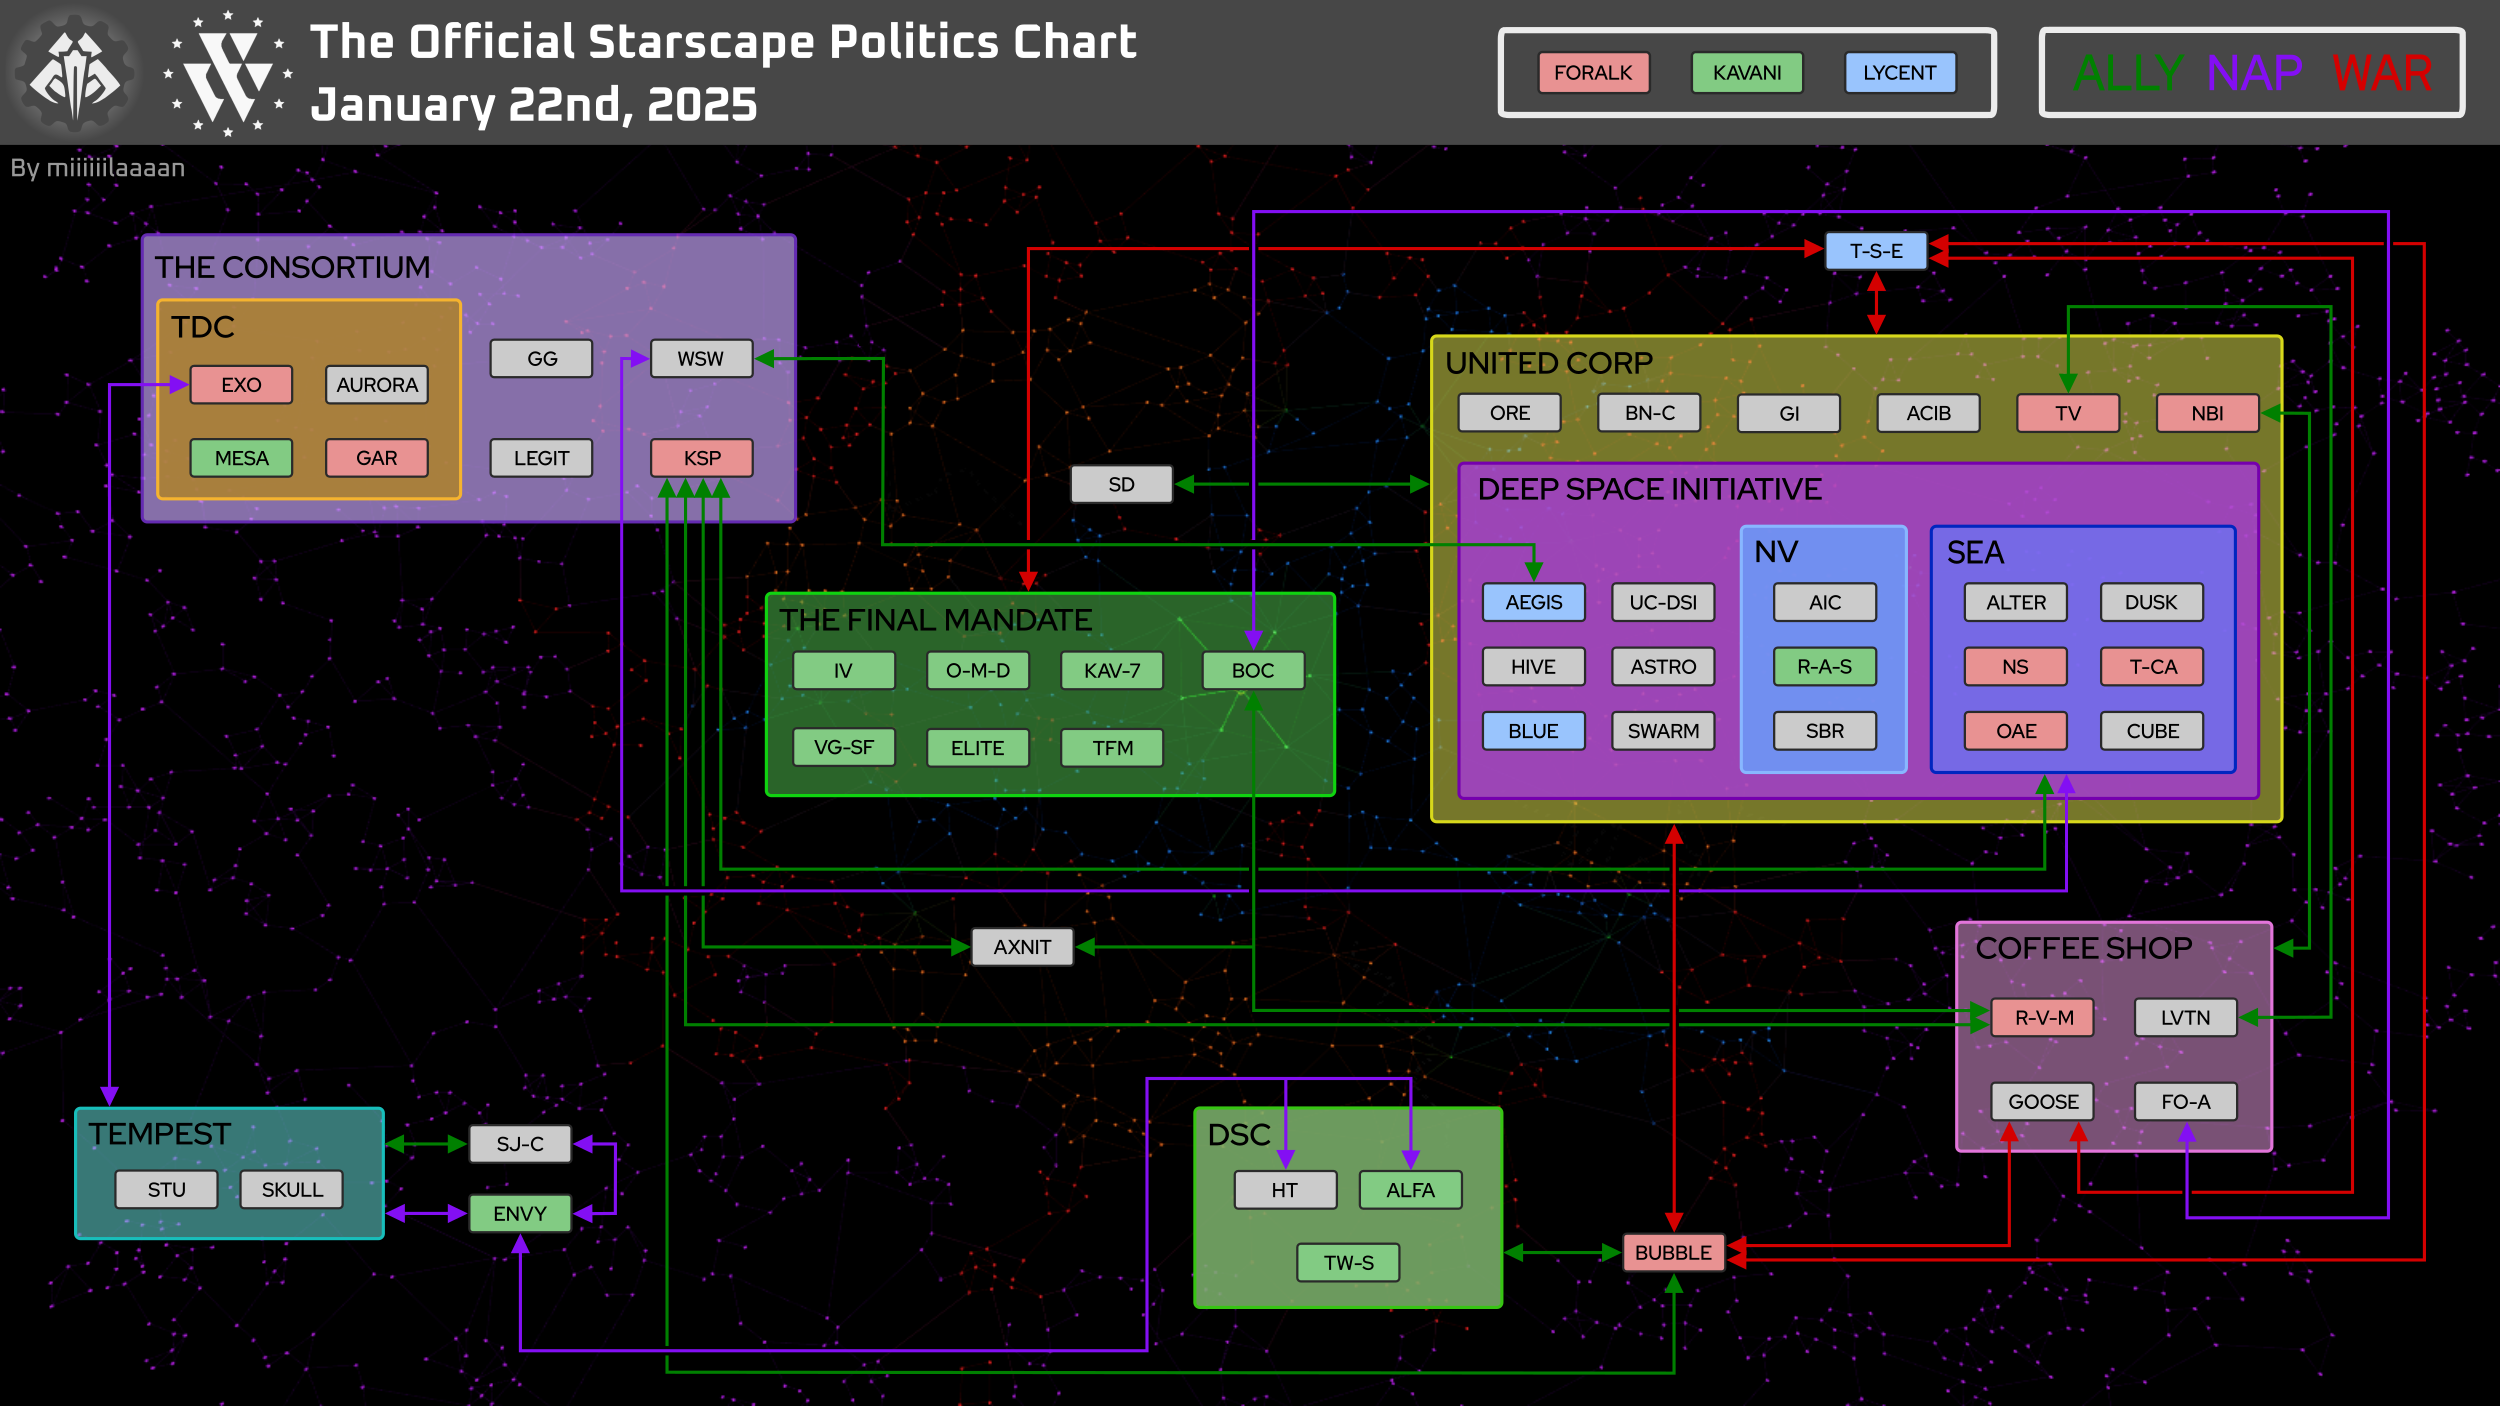 The Official Starscape Politics Chart
January 22nd, 2025
FORALK KAVANI LYCENT
ALLY NAP WAR
By miiiiiilaaaan
THE CONSORTIUM
TDC
EXO AURORA
MESA GAR
GG WSW
LEGIT KSP
T-S-E
SD
UNITED CORP
ORE BN-C GI ACIB TV NBI
DEEP SPACE INITIATIVE
AEGIS UC-DSI
HIVE ASTRO
BLUE SWARM
NV
AIC
R-A-S
SBR
SEA
ALTER DUSK
NS T-CA
OAE CUBE
THE FINAL MANDATE
IV O-M-D KAV-7 BOC
VG-SF ELITE TFM
AXNIT
COFFEE SHOP
R-V-M LVTN
GOOSE FO-A
TEMPEST
STU SKULL
SJ-C
ENVY
DSC
HT ALFA
TW-S
BUBBLE